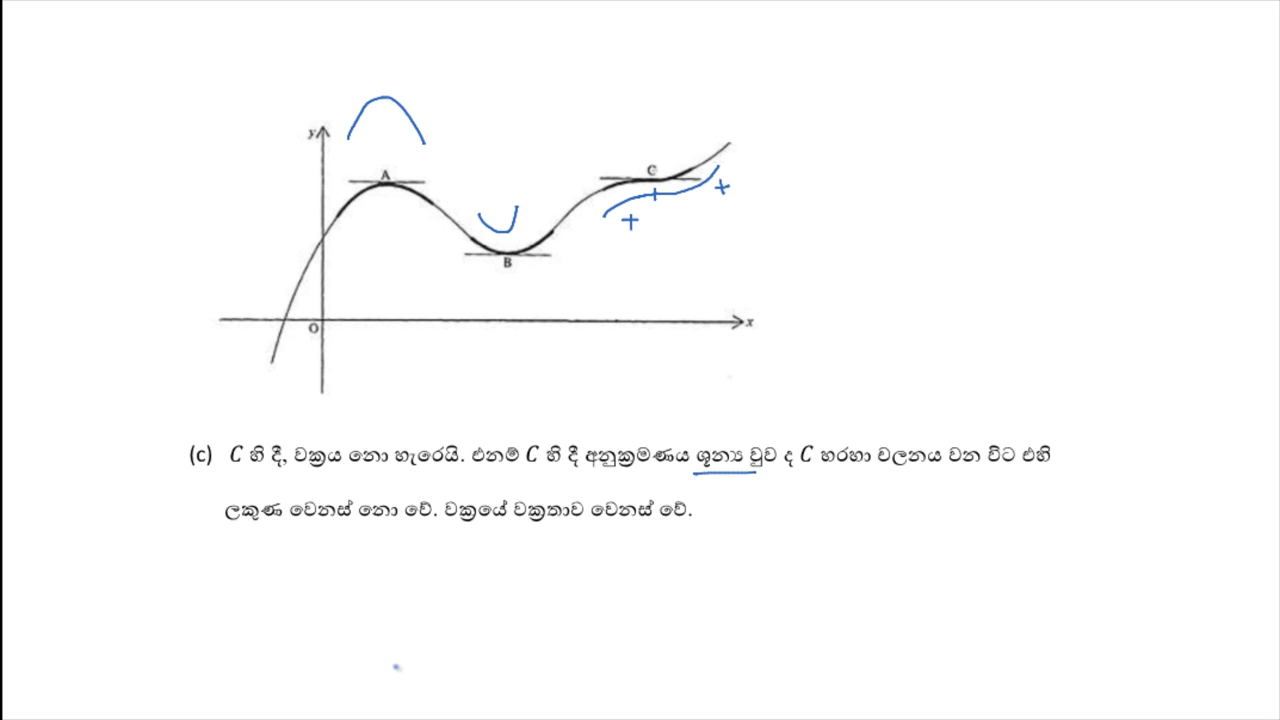 y
A
C
+
+
B
O
x
(c) C හි දී, වක්‍රය නො හැරෙයි. එනම් C හි දී අනුක්‍රමණය ශූන්‍ය වුව ද C හරහා චලනය වන විට එහි
ලකුණ වෙනස් නො වේ. වක්‍රයේ වක්‍රතාව වෙනස් වේ.